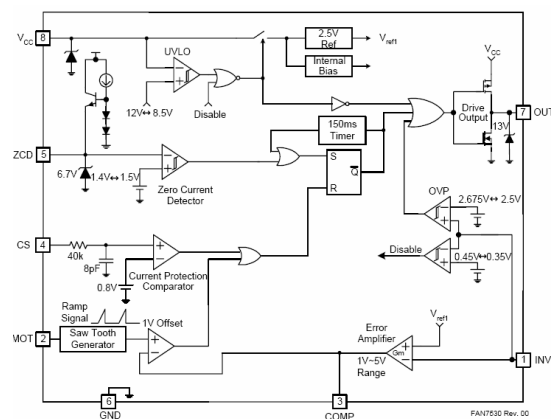 VCC
8
UVLO
2.5V
Ref
Vref1
Internal
Bias
VCC
12V↔8.5V
Disable
Drive
Output
7
OUT
13V
150ms
Timer
ZCD
5
6.7V
1.4V↔1.5V
Zero Current
Detector
S
Q
R
OVP
2.675V↔2.5V
CS
4
40k
8pF
0.8V
Current Protection
Comparator
Disable
0.45V↔0.35V
Ramp
Signal
1V Offset
MOT
2
Saw Tooth
Generator
Error
Amplifier
Vref1
Gm
1V~5V
Range
1
INV
6
GND
3
COMP
FAN7530 Rev. 00